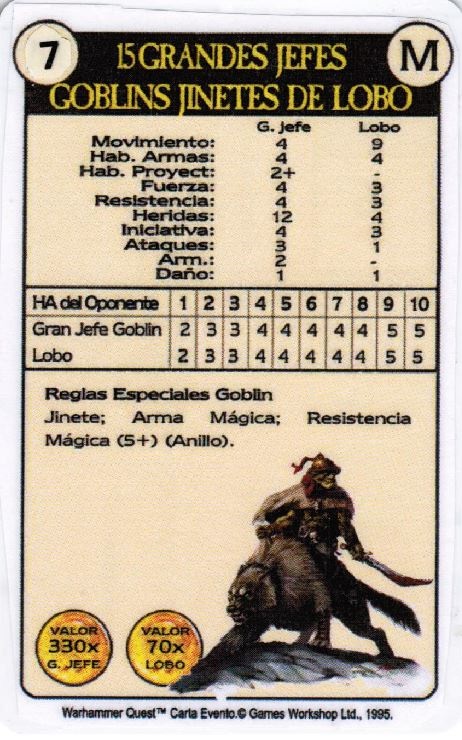 7
M
15 GRANDES JEFES
GOBLINS JINETES DE LOBO
G. Jefe Lobo
Movimiento: 4 9
Hab. Armas: 4 4
Hab. Proyect: 2+ -
Fuerza: 4 3
Resistencia: 4 3
Heridas: 12 4
Iniciativa: 4 3
Ataques: 3 1
Arm.: 2 -
Daño: 1 1
HA del Oponente 1 2 3 4 5 6 7 8 9 10
Gran Jefe Goblin 2 3 3 4 4 4 4 4 5 5
Lobo 2 3 3 4 4 4 4 4 5 5
Reglas Especiales Goblin
Jinete; Arma Mágica; Resistencia
Mágica (5+) (Anillo).
VALOR
330x
G. JEFE
VALOR
70x
LOBO
Warhammer Quest™ Carta Evento.© Games Workshop Ltd., 1995.